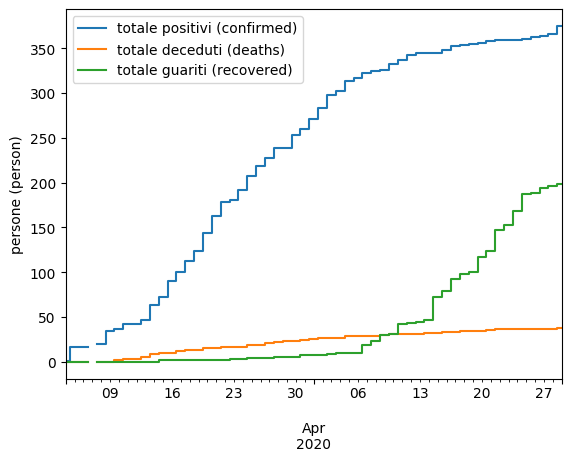 totale positivi (confirmed)
totale deceduti (deaths)
totale guariti (recovered)
persone (person)
350
300
250
200
150
100
50
0
09 16 23 30 06 13 20 27
Apr
2020